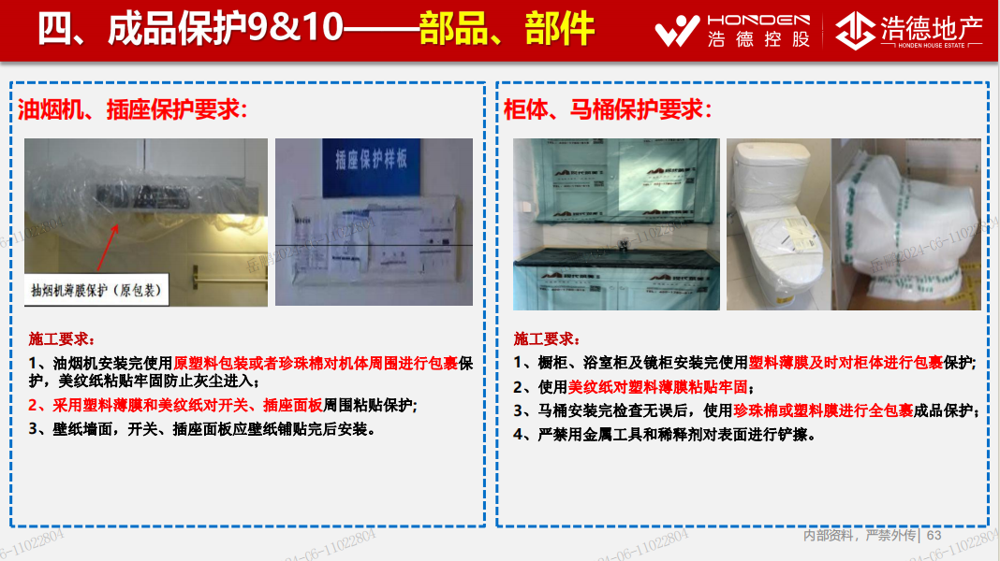 四、成品保护9&10——部品、部件
HONDEN
浩德控股
浩德地产
HONDEN HOUSE ESTATE
油烟机、插座保护要求：
抽烟机薄膜保护（原包装）
插座保护样板
施工要求：
1、油烟机安装完使用原塑料包装或者珍珠棉对机体周围进行包裹保
护，美纹纸粘贴牢固防止灰尘进入；
2、采用塑料薄膜和美纹纸对开关、插座面板周围粘贴保护；
3、壁纸墙面，开关、插座面板应壁纸铺贴完后安装。
柜体、马桶保护要求：
施工要求：
1、橱柜、浴室柜及镜柜安装完使用塑料薄膜及时对柜体进行包裹保护；
2、使用美纹纸对塑料薄膜粘贴牢固；
3、马桶安装完检查无误后，使用珍珠棉或塑料膜进行全包裹成品保护；
4、严禁用金属工具和稀释剂对表面进行铲擦。
内部资料，严禁外传| 63